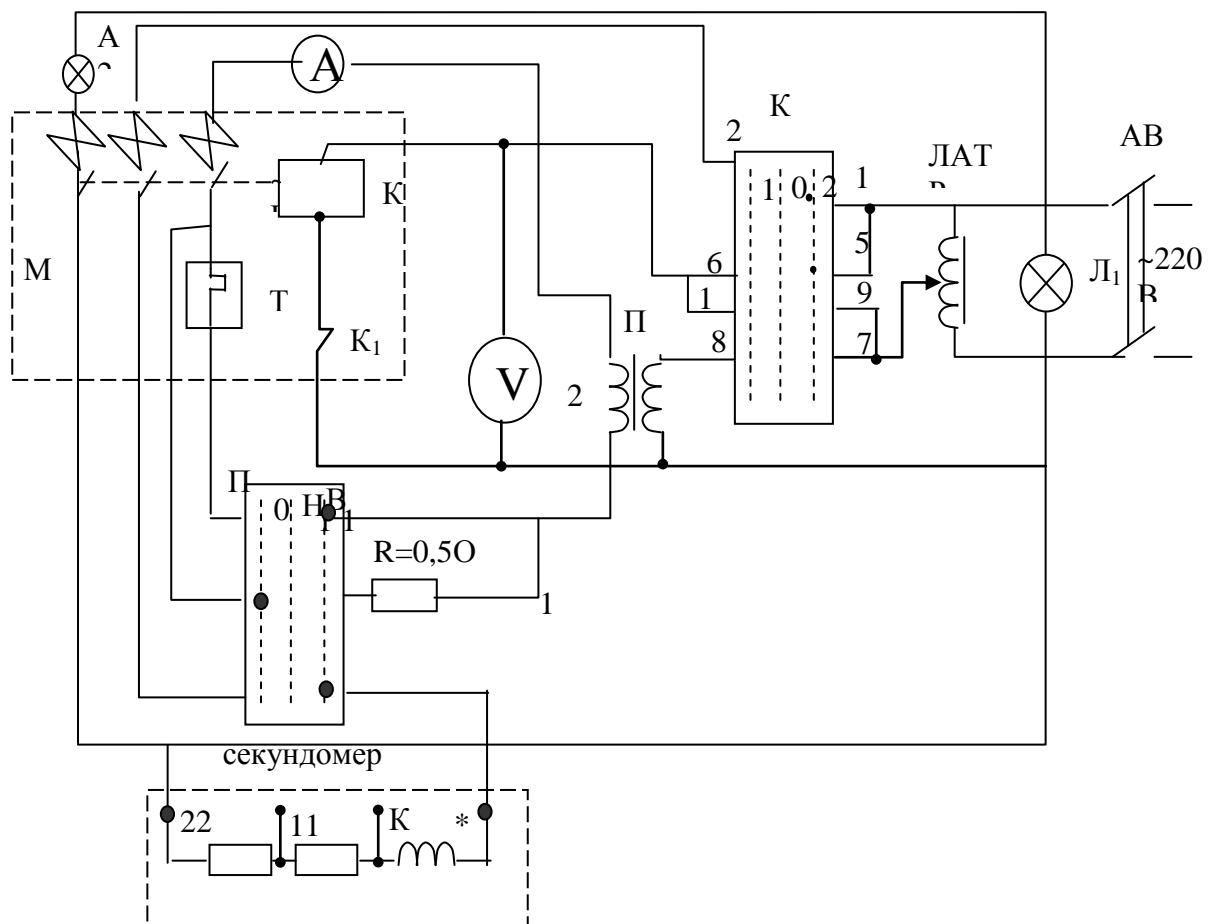 А
А
К
2
ЛАТ
АВ
1 0 2
1
К
М
5
~220
В
6
9
Л₁
1
Т
П
К₁
8
7
V
2
П
0
Н
В
1
R=0,5О
1
секундомер
22
11
К
*